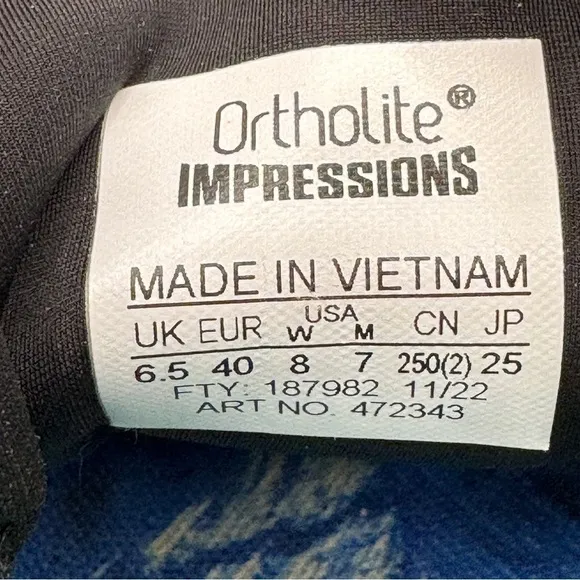 Ortholite®
IMPRESSIONS
MADE IN VIETNAM
USA
UK EUR W M CN JP
6.5 40 8 7 250(2) 25
FTY: 187982 11/22
ART NO. 472343